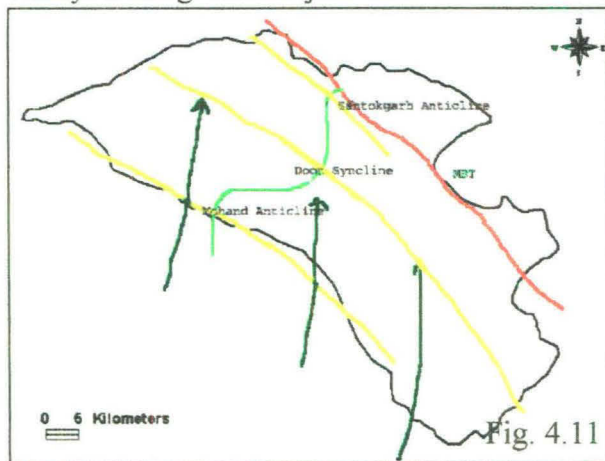 N
W E
S
Santokgarh Anticline
Doon Syncline
MBT
Mohand Anticline
0 6 Kilometers
Fig. 4.11